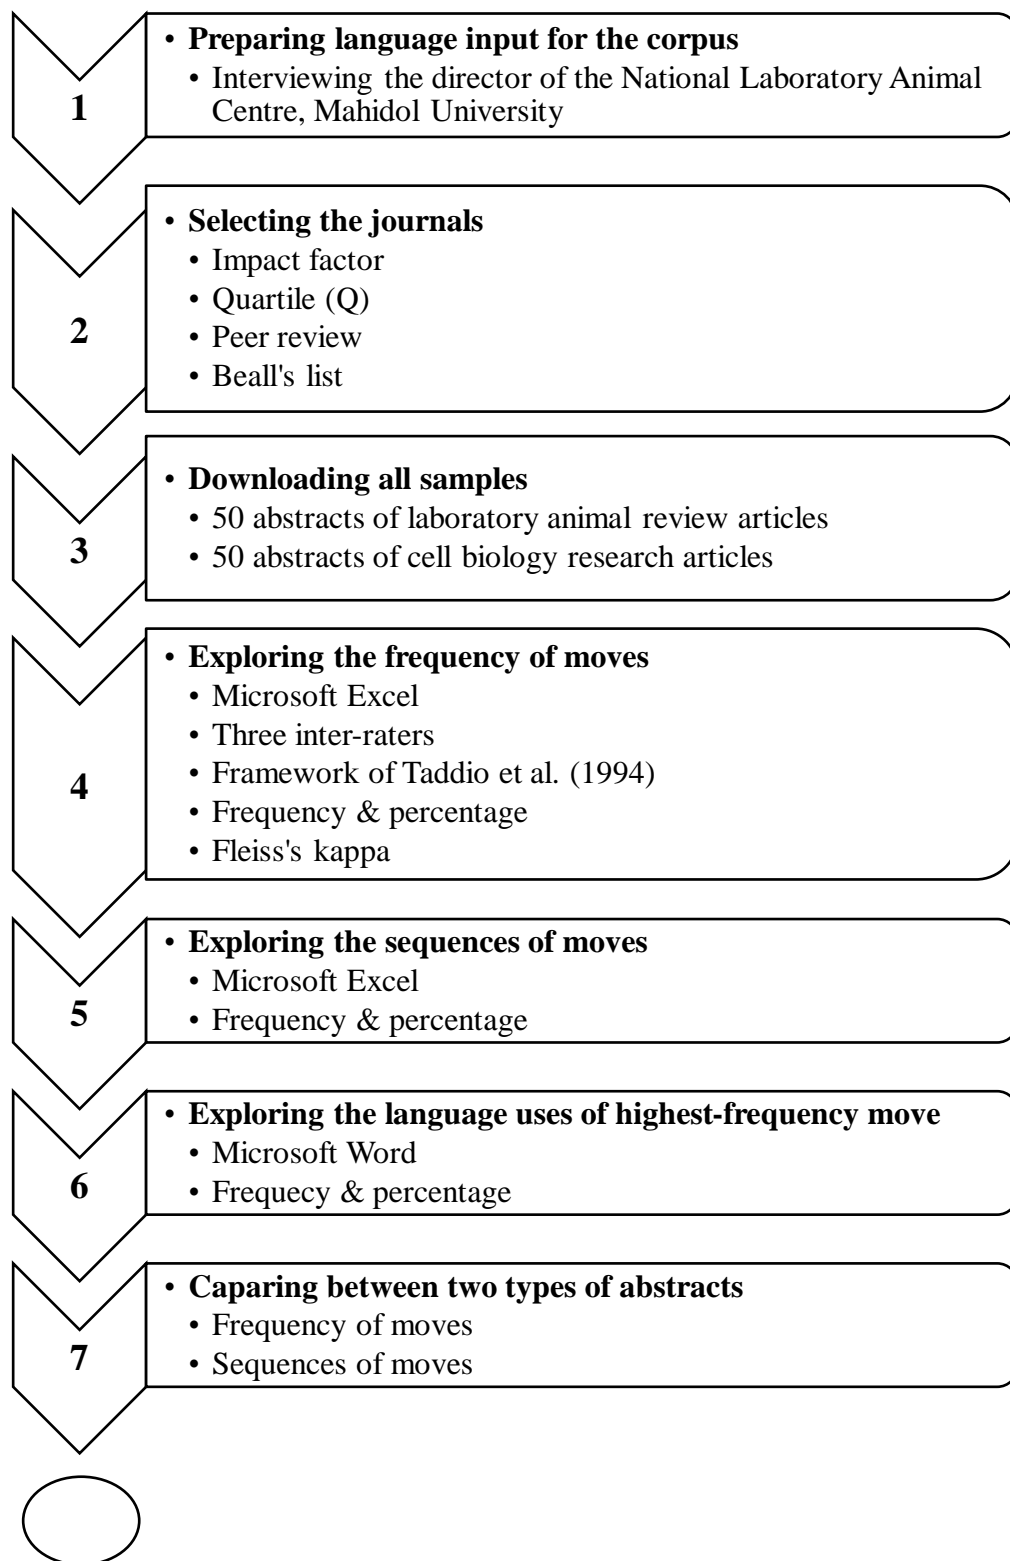 1
• Preparing language input for the corpus
• Interviewing the director of the National Laboratory Animal
Centre, Mahidol University
2
• Selecting the journals
• Impact factor
• Quartile (Q)
• Peer review
• Beall's list
3
• Downloading all samples
• 50 abstracts of laboratory animal review articles
• 50 abstracts of cell biology research articles
4
• Exploring the frequency of moves
• Microsoft Excel
• Three inter-raters
• Framework of Taddio et al. (1994)
• Frequency & percentage
• Fleiss's kappa
5
• Exploring the sequences of moves
• Microsoft Excel
• Frequency & percentage
6
• Exploring the language uses of highest-frequency move
• Microsoft Word
• Frequecy & percentage
7
• Caparing between two types of abstracts
• Frequency of moves
• Sequences of moves